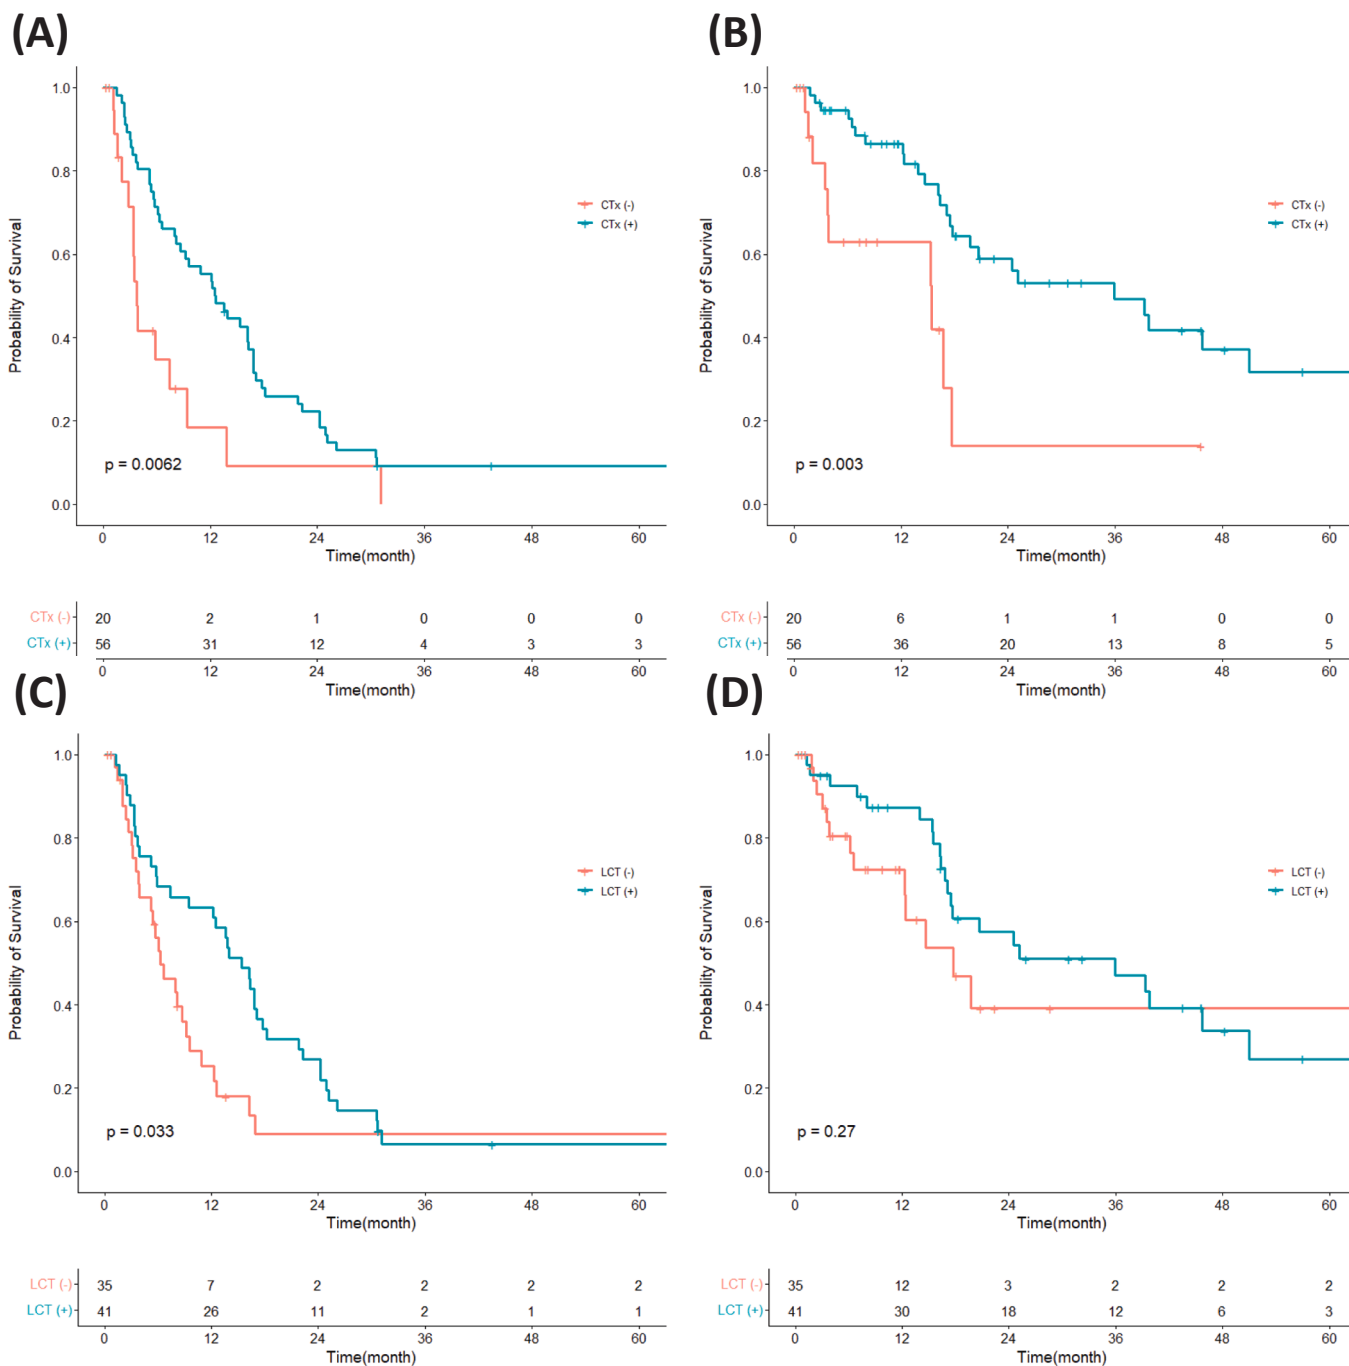 (A)
1.0
0.8
0.6
0.4
0.2
0.0
Probability of Survival
CTx (-)
CTx (+)
p = 0.0062
0 12 24 36 48 60
Time(month)
CTx (-) 20 2 1 0 0 0
CTx (+) 56 31 12 4 3 3
0 12 24 36 48 60
Time(month)
(B)
1.0
0.8
0.6
0.4
0.2
0.0
Probability of Survival
CTx (-)
CTx (+)
p = 0.003
0 12 24 36 48 60
Time(month)
CTx (-) 20 6 1 1 0 0
CTx (+) 56 36 20 13 8 5
0 12 24 36 48 60
Time(month)
(C)
1.0
0.8
0.6
0.4
0.2
0.0
Probability of Survival
LCT (-)
LCT (+)
p = 0.033
0 12 24 36 48 60
Time(month)
LCT (-) 35 7 2 2 2 2
LCT (+) 41 26 11 2 1 1
0 12 24 36 48 60
Time(month)
(D)
1.0
0.8
0.6
0.4
0.2
0.0
Probability of Survival
LCT (-)
LCT (+)
p = 0.27
0 12 24 36 48 60
Time(month)
LCT (-) 35 12 3 2 2 2
LCT (+) 41 30 18 12 6 3
0 12 24 36 48 60
Time(month)